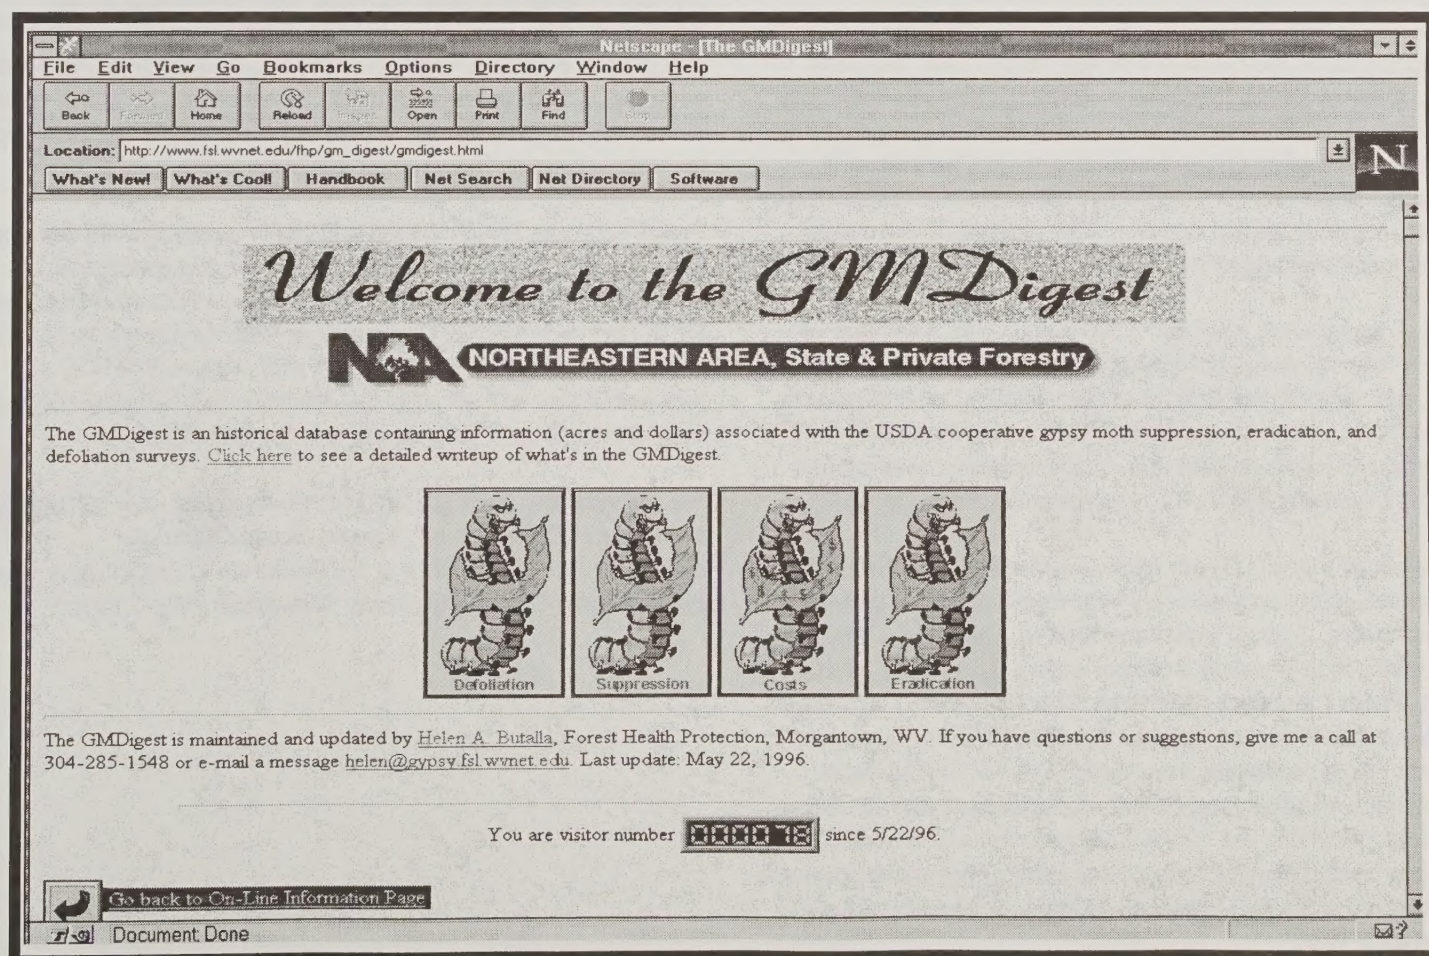 Netscape - [The GMDigest]
File Edit View Go Bookmarks Options Directory Window Help
Back Forward Home Reload Images Open Print Find Stop
Location: http://www.fsl.wvnet.edu/fhp/gm_digest/gmdigest.html
N
What's New! What's Cool! Handbook Net Search Net Directory Software
Welcome to the GMDigest
NA NORTHEASTERN AREA, State & Private Forestry
The GMDigest is an historical database containing information (acres and dollars) associated with the USDA cooperative gypsy moth suppression, eradication, and
defoliation surveys. Click here to see a detailed writeup of what's in the GMDigest.
Defoliation Suppression Costs Eradication
The GMDigest is maintained and updated by Helen A. Butalla, Forest Health Protection, Morgantown, WV. If you have questions or suggestions, give me a call at
304-285-1548 or e-mail a message helen@gypsy.fsl.wvnet.edu. Last update: May 22, 1996.
You are visitor number 000078 since 5/22/96.
Go back to On-Line Information Page
Document: Done